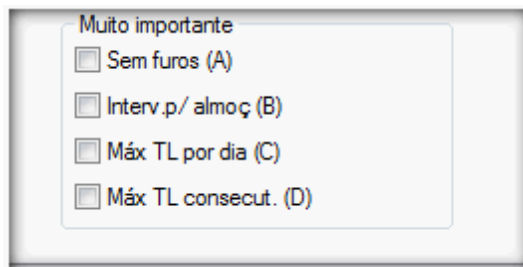 Muito importante
Sem furos (A)
Interv.p/ almoç (B)
Máx TL por dia (C)
Máx TL consecut. (D)